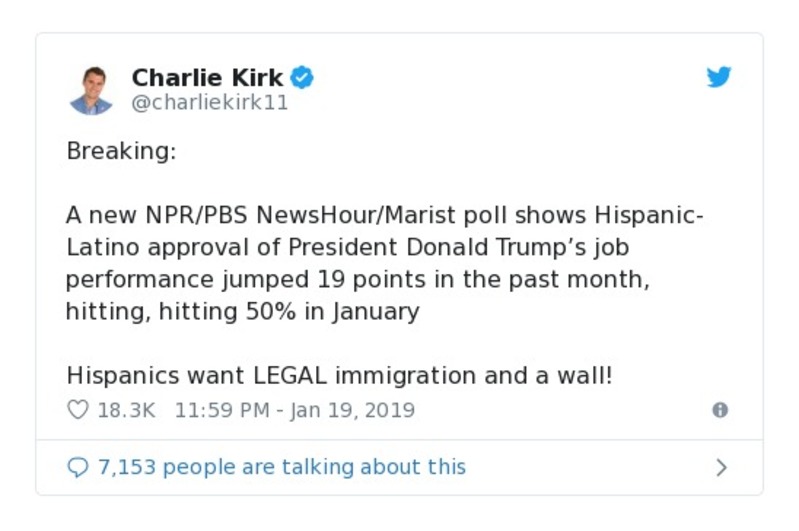 Charlie Kirk
@charliekirk11
Breaking:
A new NPR/PBS NewsHour/Marist poll shows Hispanic-
Latino approval of President Donald Trump’s job
performance jumped 19 points in the past month,
hitting, hitting 50% in January
Hispanics want LEGAL immigration and a wall!
18.3K 11:59 PM - Jan 19, 2019
7,153 people are talking about this